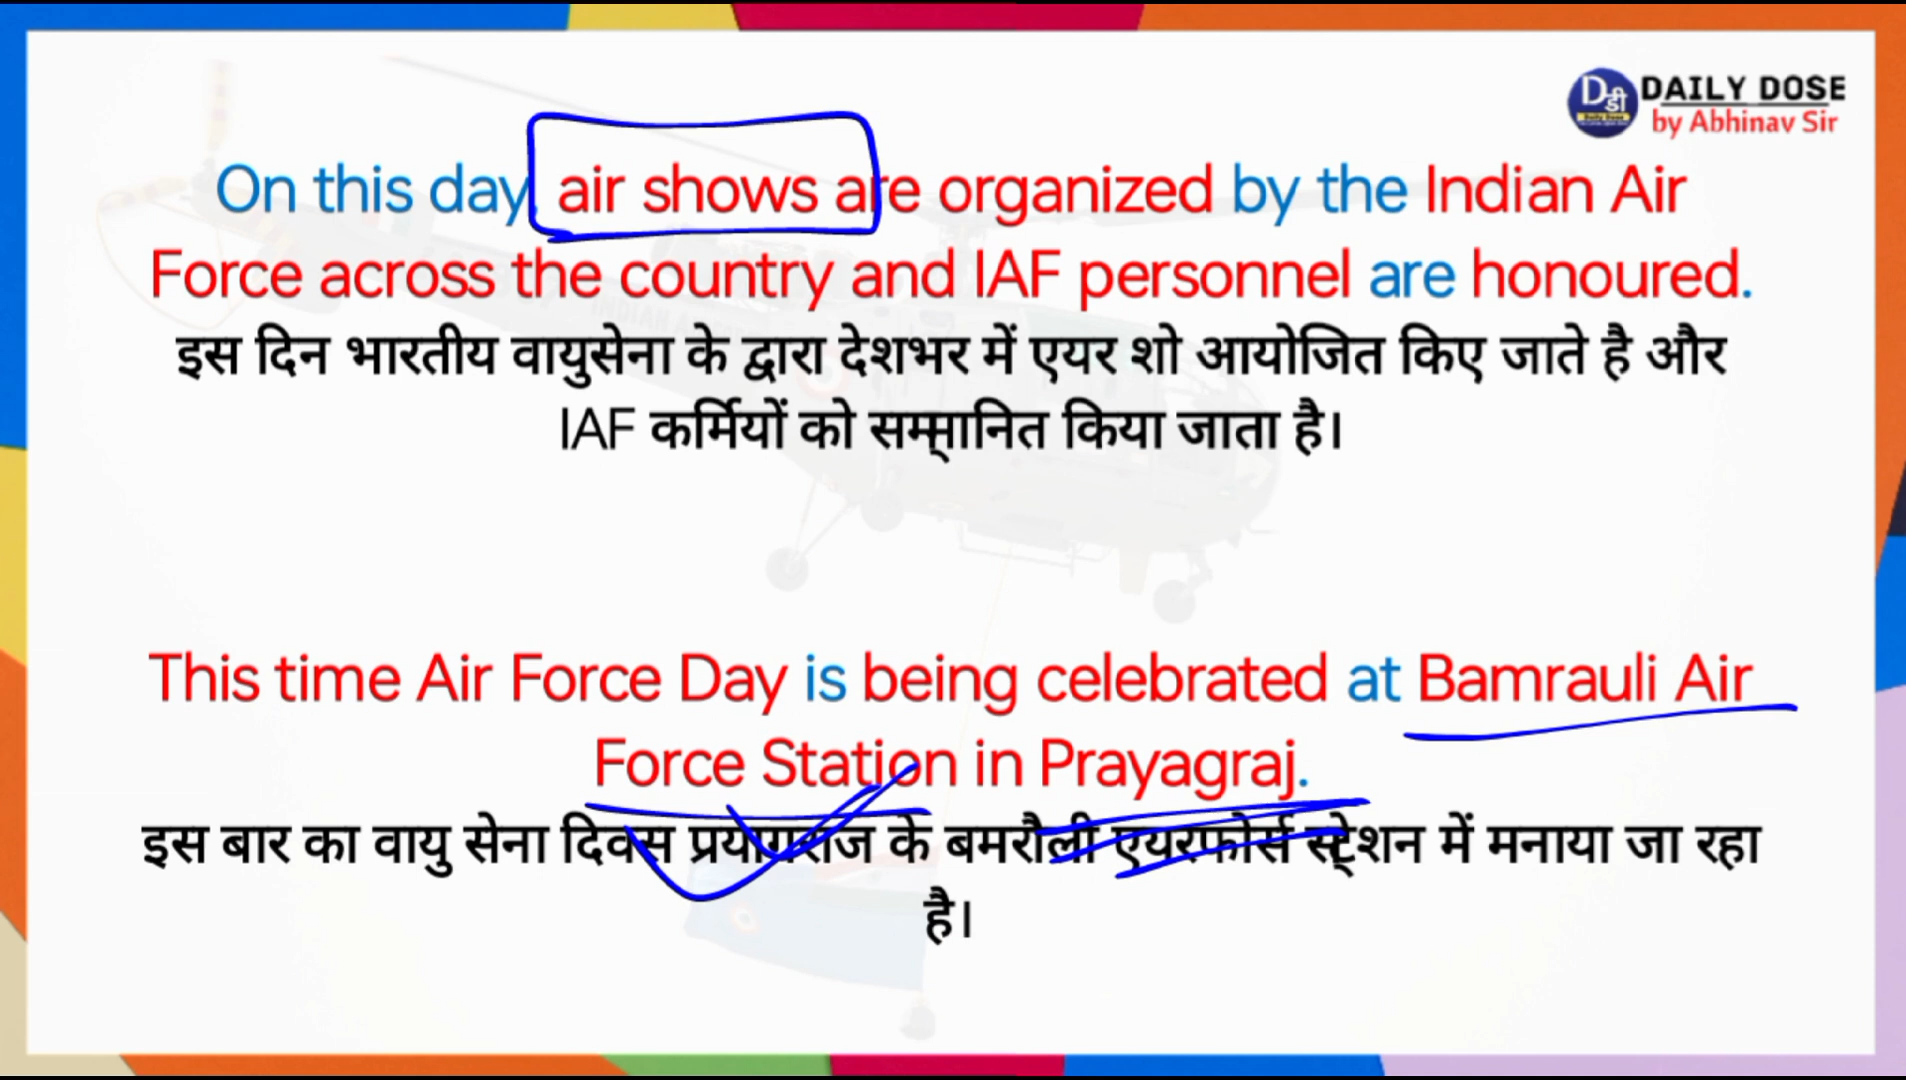 DAILY DOSE
by Abhinav Sir
On this day, air shows are organized by the Indian Air
Force across the country and IAF personnel are honoured.
इस दिन भारतीय वायुसेना के द्वारा देशभर में एयर शो आयोजित किए जाते है और
IAF कर्मियों को सम्मानित किया जाता है।
This time Air Force Day is being celebrated at Bamrauli Air
Force Station in Prayagraj.
इस बार का वायु सेना दिवस प्रयागराज के बमरौली एयरफोर्स स्टेशन में मनाया जा रहा
है।